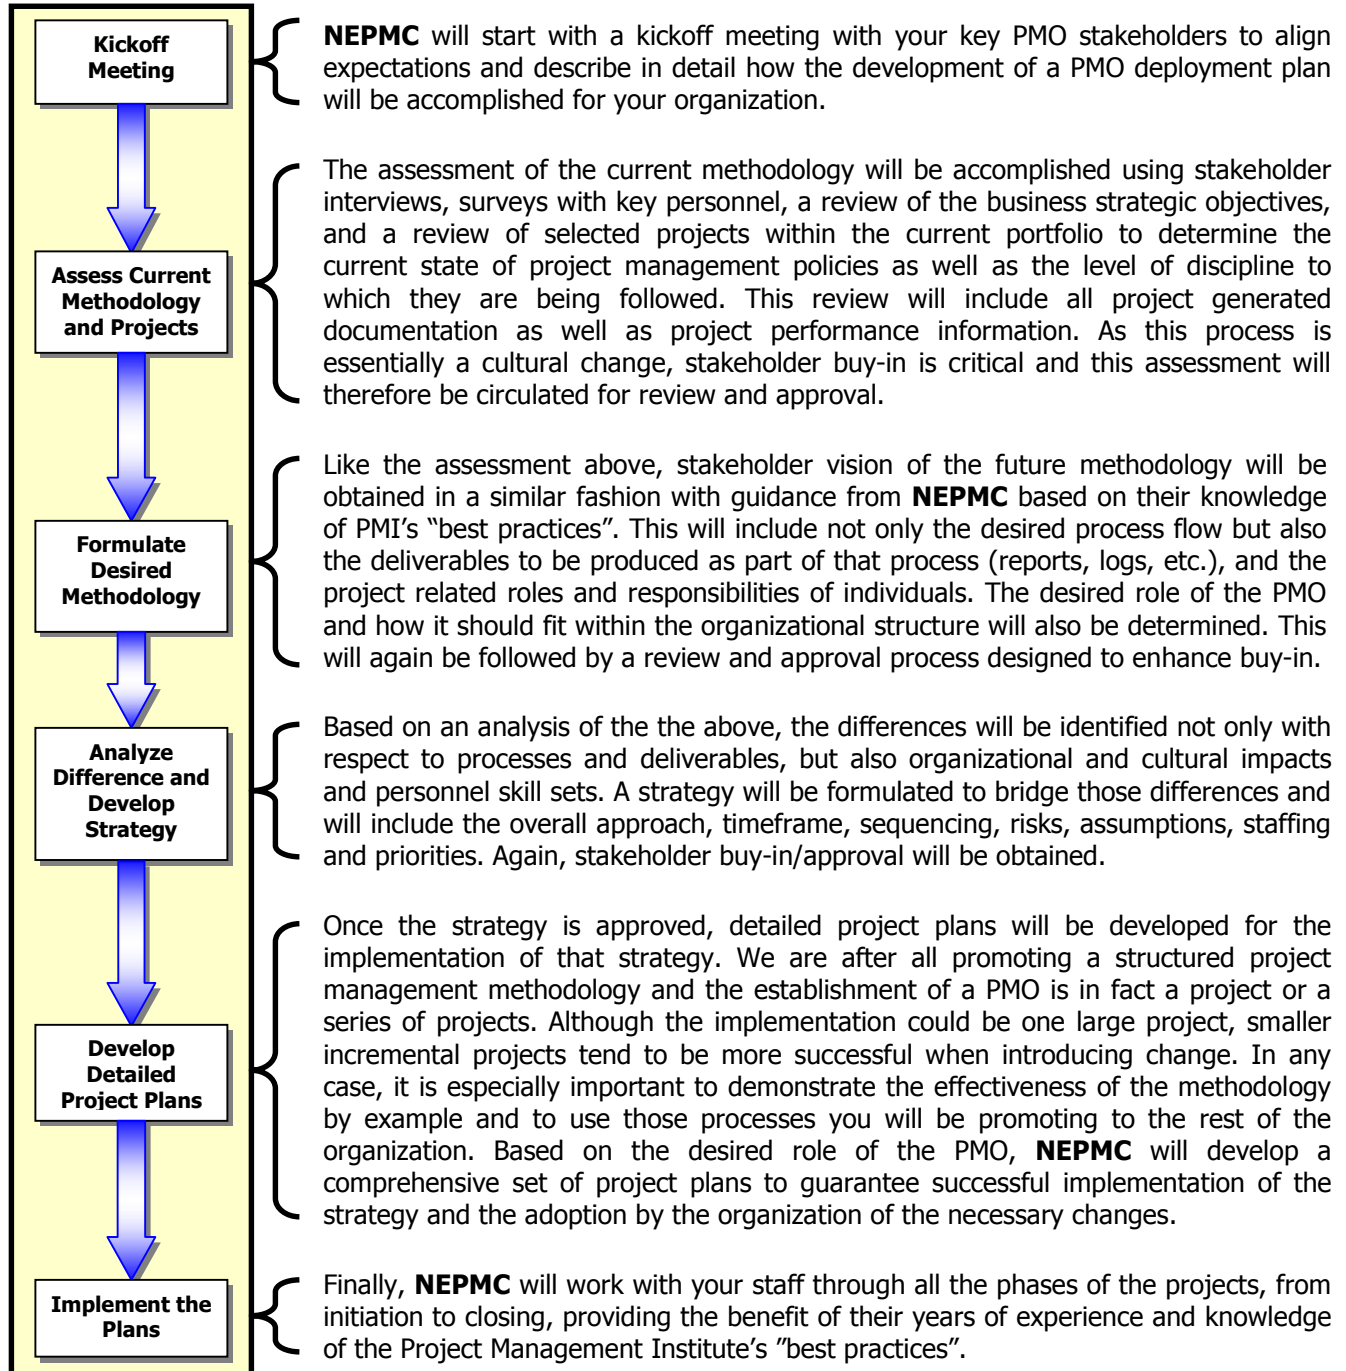 Kickoff
Meeting
NEPMC will start with a kickoff meeting with your key PMO stakeholders to align
expectations and describe in detail how the development of a PMO deployment plan
will be accomplished for your organization.
Assess Current
Methodology
and Projects
The assessment of the current methodology will be accomplished using stakeholder
interviews, surveys with key personnel, a review of the business strategic objectives,
and a review of selected projects within the current portfolio to determine the
current state of project management policies as well as the level of discipline to
which they are being followed. This review will include all project generated
documentation as well as project performance information. As this process is
essentially a cultural change, stakeholder buy-in is critical and this assessment will
therefore be circulated for review and approval.
Formulate
Desired
Methodology
Like the assessment above, stakeholder vision of the future methodology will be
obtained in a similar fashion with guidance from NEPMC based on their knowledge
of PMI's “best practices”. This will include not only the desired process flow but also
the deliverables to be produced as part of that process (reports, logs, etc.), and the
project related roles and responsibilities of individuals. The desired role of the PMO
and how it should fit within the organizational structure will also be determined. This
will again be followed by a review and approval process designed to enhance buy-in.
Analyze
Difference and
Develop
Strategy
Based on an analysis of the the above, the differences will be identified not only with
respect to processes and deliverables, but also organizational and cultural impacts
and personnel skill sets. A strategy will be formulated to bridge those differences and
will include the overall approach, timeframe, sequencing, risks, assumptions, staffing
and priorities. Again, stakeholder buy-in/approval will be obtained.
Develop
Detailed
Project Plans
Once the strategy is approved, detailed project plans will be developed for the
implementation of that strategy. We are after all promoting a structured project
management methodology and the establishment of a PMO is in fact a project or a
series of projects. Although the implementation could be one large project, smaller
incremental projects tend to be more successful when introducing change. In any
case, it is especially important to demonstrate the effectiveness of the methodology
by example and to use those processes you will be promoting to the rest of the
organization. Based on the desired role of the PMO, NEPMC will develop a
comprehensive set of project plans to guarantee successful implementation of the
strategy and the adoption by the organization of the necessary changes.
Implement the
Plans
Finally, NEPMC will work with your staff through all the phases of the projects, from
initiation to closing, providing the benefit of their years of experience and knowledge
of the Project Management Institute's ”best practices”.